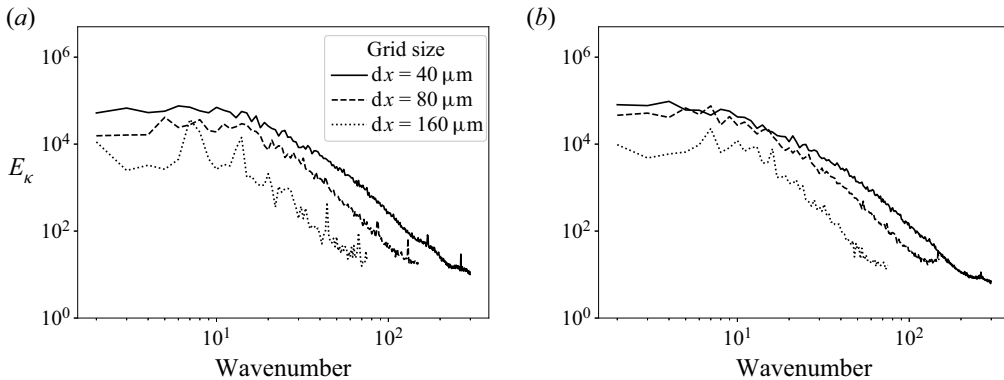 (a)
(b)
10^6
10^4
10^2
10^0
E_κ
Grid size
dx = 40 μm
dx = 80 μm
dx = 160 μm
10^1
10^2
Wavenumber
10^6
10^4
10^2
10^0
10^1
10^2
Wavenumber